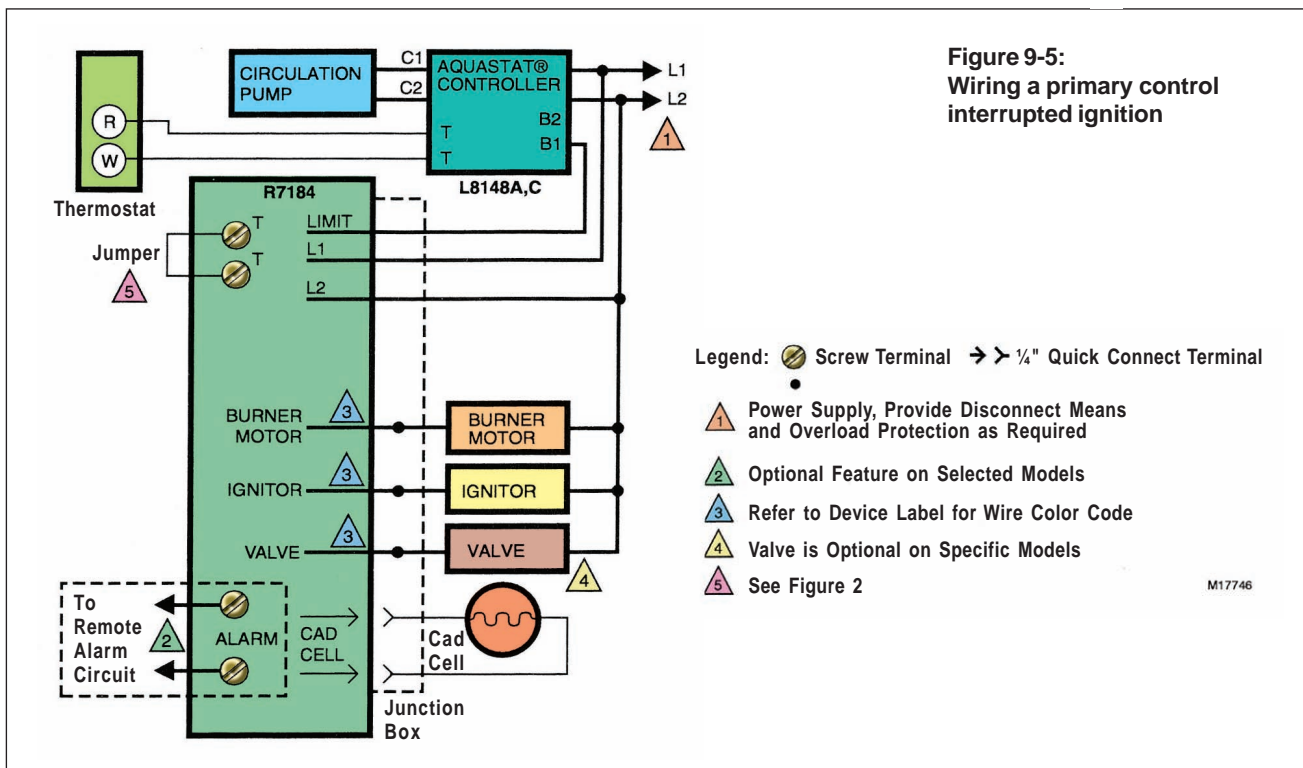 Figure 9-5:
Wiring a primary control
interrupted ignition
CIRCULATION
PUMP
C1
C2
AQUASTAT®
CONTROLLER
B2
B1
T
T
L8148A,C
L1
L2
1
R
W
Thermostat
R7184
T
T
Jumper
5
LIMIT
L1
L2
BURNER
MOTOR
3
BURNER
MOTOR
IGNITOR
3
IGNITOR
VALVE
3
VALVE
4
To
Remote
Alarm
Circuit
2
ALARM
CAD
CELL
Cad
Cell
Junction
Box
Legend: Screw Terminal ¼" Quick Connect Terminal
1 Power Supply, Provide Disconnect Means
and Overload Protection as Required
2 Optional Feature on Selected Models
3 Refer to Device Label for Wire Color Code
4 Valve is Optional on Specific Models
5 See Figure 2
M17746